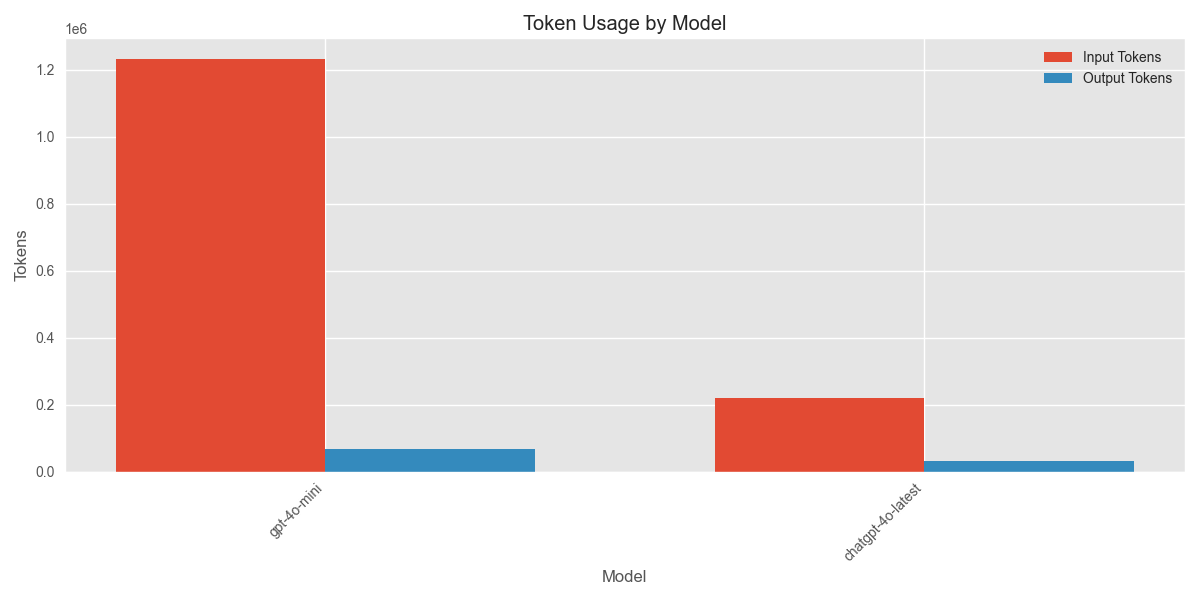 Token Usage by Model
1e6
Input Tokens
Output Tokens
1.2
1.0
0.8
0.6
0.4
0.2
0.0
Tokens
gpt-4o-mini
chatgpt-4o-latest
Model